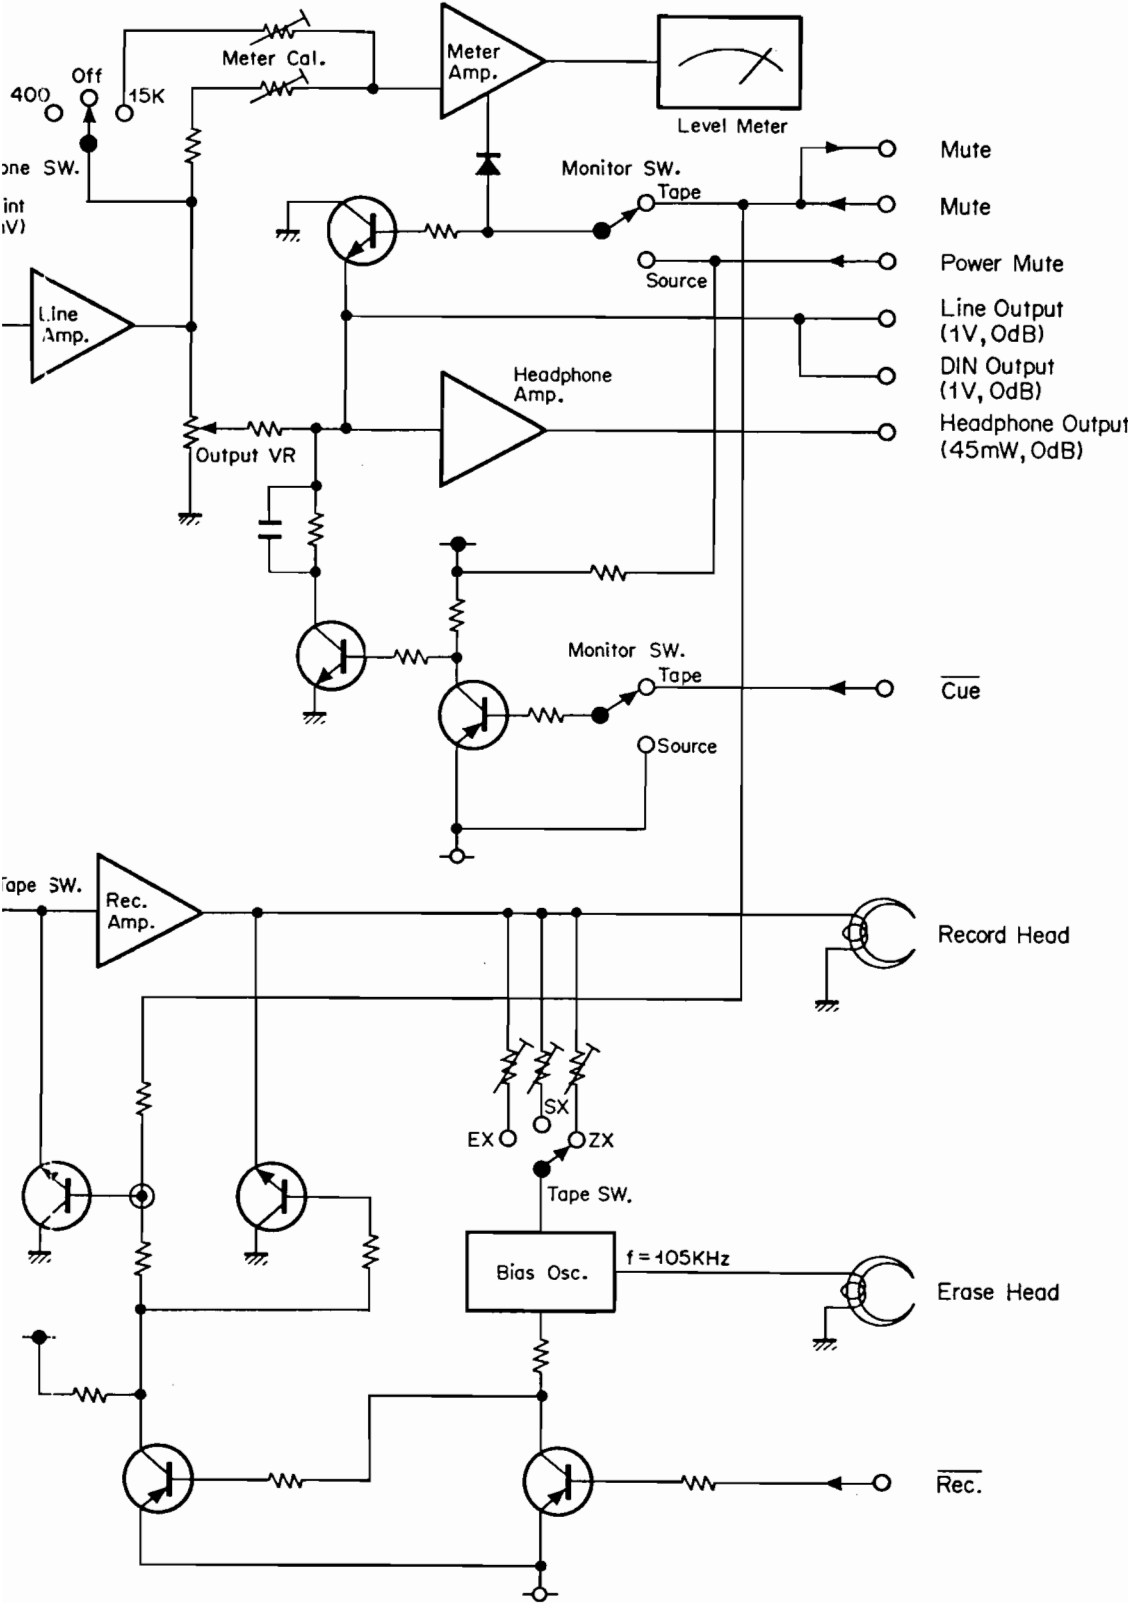 Meter Cal.
Meter
Amp.
Level Meter
Off
400
15K
one SW.
int
V)
Monitor SW.
Tape
Source
Mute
Mute
Power Mute
Line
Amp.
Line Output
(1V, 0dB)
DIN Output
(1V, 0dB)
Headphone
Amp.
Headphone Output
(45mW, 0dB)
Output VR
Monitor SW.
Tape
Source
Cue
Tape SW.
Rec.
Amp.
Record Head
EX
SX
ZX
Tape SW.
Bias Osc.
f=105KHz
Erase Head
Rec.